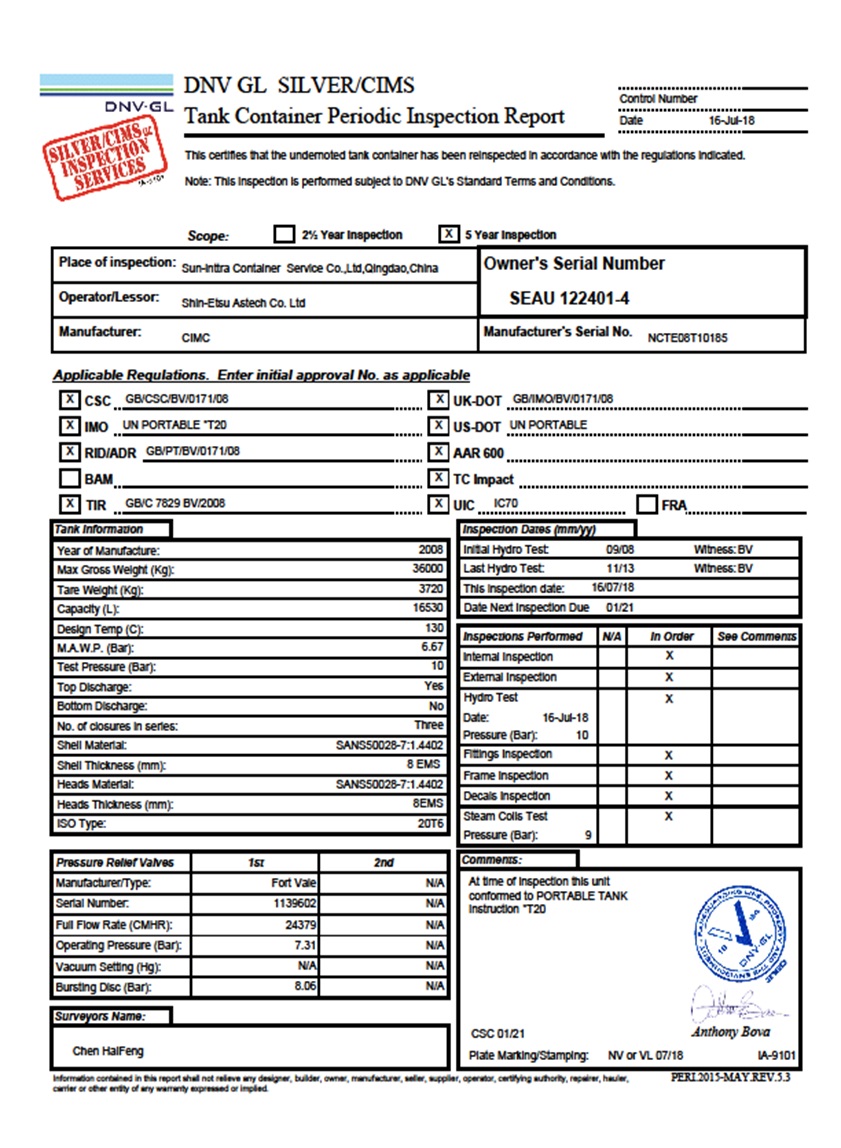 DNV·GL
DNV GL SILVER/CIMS
Tank Container Periodic Inspection Report
Control Number
Date 16-Jul-18
SILVER/CIMS
INSPECTION
SERVICES
This certifies that the undernoted tank container has been reinspected in accordance with the regulations indicated.
Note: This inspection is performed subject to DNV GL's Standard Terms and Conditions.
Scope: 2½ Year Inspection X 5 Year Inspection
Place of inspection: Sun-Inttra Container Service Co.,Ltd,Qingdao,China
Operator/Lessor: Shin-Etsu Astech Co. Ltd
Manufacturer: CIMC
Owner's Serial Number
SEAU 122401-4
Manufacturer's Serial No. NCTE08T10185
Applicable Regulations. Enter initial approval No. as applicable
X CSC GB/CSC/BV/0171/08 X UK-DOT GB/IMO/BV/0171/08
X IMO UN PORTABLE "T20 X US-DOT UN PORTABLE
X RID/ADR GB/PT/BV/0171/08 X AAR 600
BAM X TC Impact
X TIR GB/C 7829 BV/2008 X UIC IC70 FRA
Tank Information
Year of Manufacture: 2008
Max Gross Weight (Kg): 36000
Tare Weight (Kg): 3720
Capacity (L): 16530
Design Temp (C): 130
M.A.W.P. (Bar): 6.67
Test Pressure (Bar): 10
Top Discharge: Yes
Bottom Discharge: No
No. of closures in series: Three
Shell Material: SANS50028-7:1.4402
Shell Thickness (mm): 8 EMS
Heads Material: SANS50028-7:1.4402
Heads Thickness (mm): 8EMS
ISO Type: 20T6
Inspection Dates (mm/yy)
Initial Hydro Test: 09/08 Witness: BV
Last Hydro Test: 11/13 Witness: BV
This inspection date: 16/07/18
Date Next Inspection Due 01/21
Inspections Performed N/A In Order See Comments
Internal Inspection X
External Inspection X
Hydro Test X
Date: 16-Jul-18
Pressure (Bar): 10
Fittings Inspection X
Frame Inspection X
Decals Inspection X
Steam Coils Test X
Pressure (Bar): 9
Pressure Relief Valves 1st 2nd
Manufacturer/Type: Fort Vale N/A
Serial Number: 1139602 N/A
Full Flow Rate (CMHR): 24379 N/A
Operating Pressure (Bar): 7.31 N/A
Vacuum Setting (Hg): N/A N/A
Bursting Disc (Bar): 8.06 N/A
Surveyors Name:
Chen HaiFeng
Comments:
At time of inspection this unit
conformed to PORTABLE TANK
Instruction "T20
DNV·GL
CSC 01/21
Anthony Bova
Plate Marking/Stamping: NV or VL 07/18 IA-9101
Information contained in this report shall not relieve any designer, builder, owner, manufacturer, seller, supplier, operator, certifying authority, repairer, hauler,
carrier or other entity of any warranty expressed or implied.
PERI.2015-MAY.REV.5.3